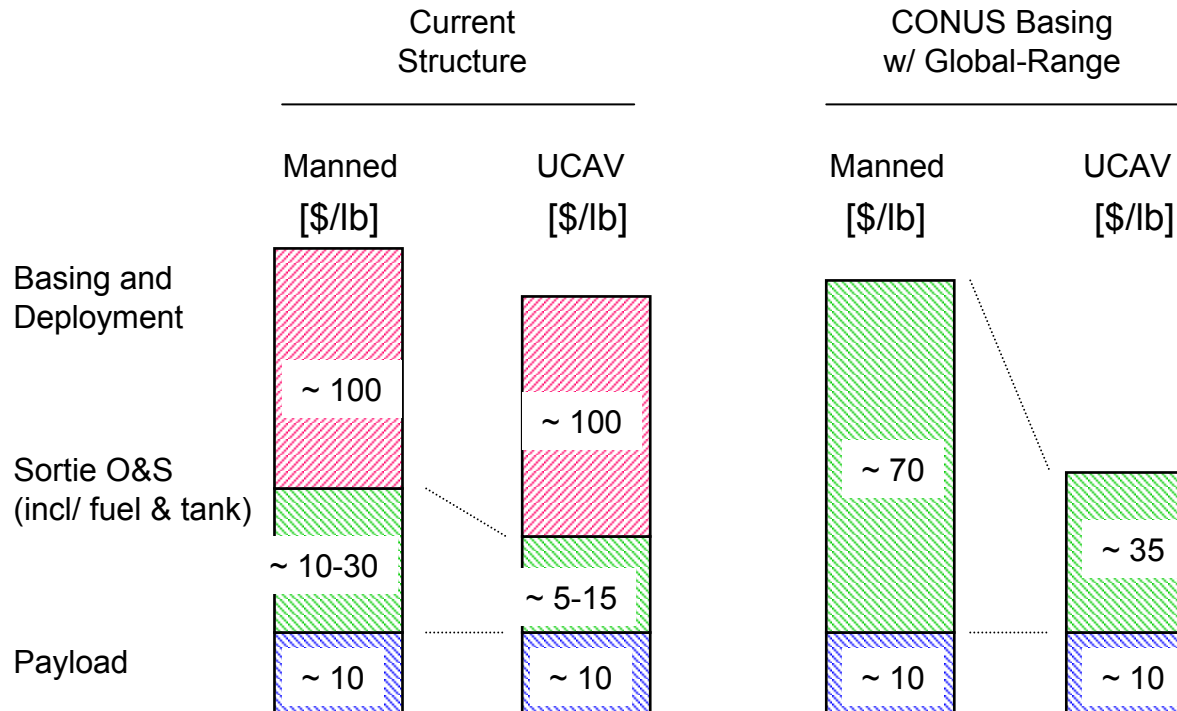 Current
Structure
CONUS Basing
w/ Global-Range
Manned
UCAV
Manned
UCAV
[$/lb]
[$/lb]
[$/lb]
[$/lb]
Basing and
Deployment
~ 100
~ 100
Sortie O&S
(incl/ fuel & tank)
~ 70
~ 10-30
~ 5-15
~ 35
Payload
~ 10
~ 10
~ 10
~ 10